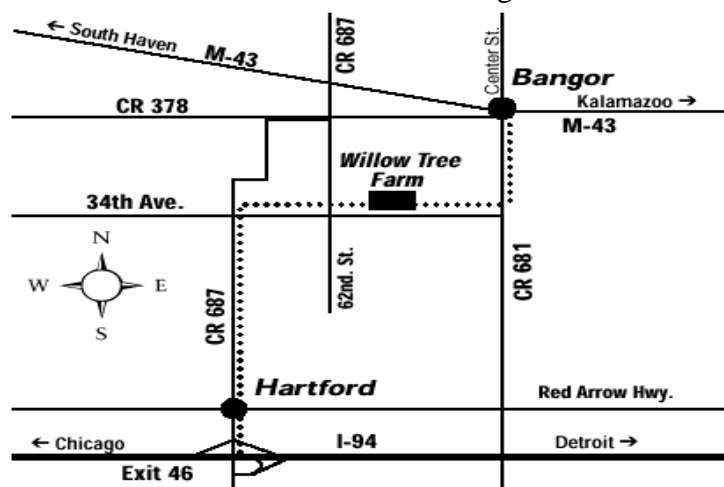 ← South Haven
M-43
CR 687
Center St.
Bangor
Kalamazoo →
M-43
CR 378
Willow Tree
Farm
34th Ave.
N
W
E
S
CR 687
62nd. St.
CR 681
Hartford
Red Arrow Hwy.
← Chicago
I-94
Detroit →
Exit 46